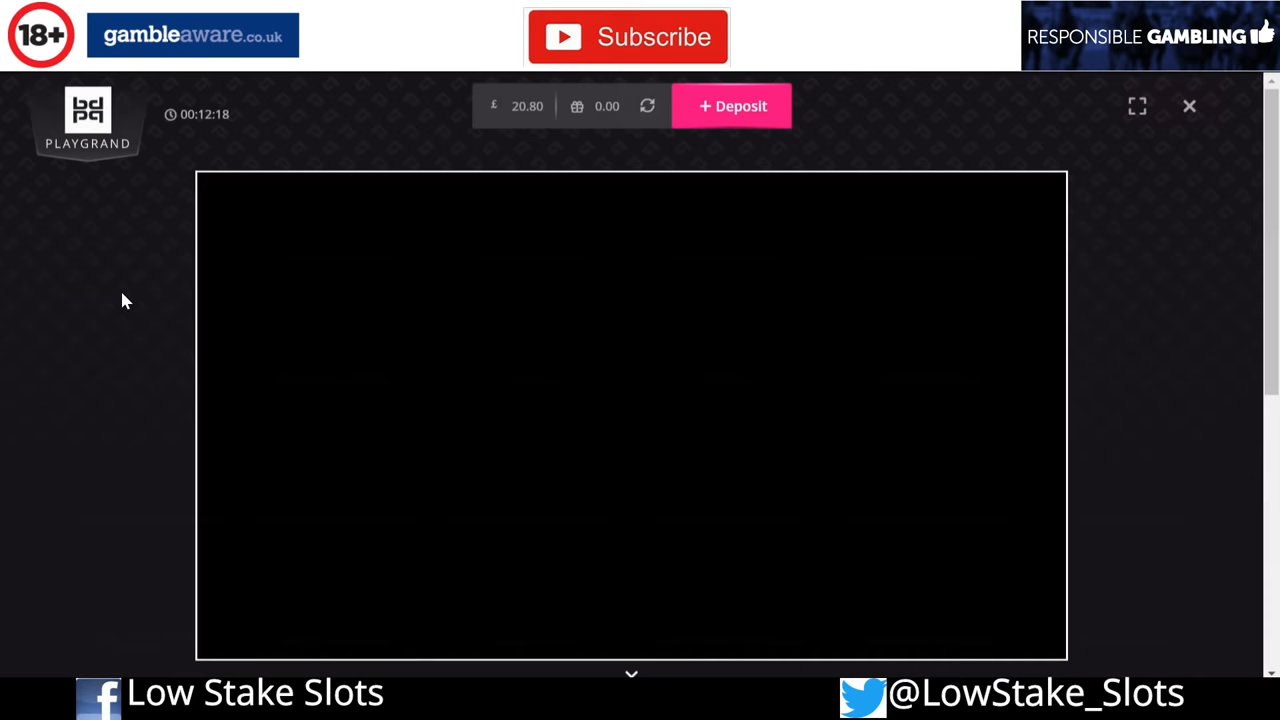 18+
gambleaware.co.uk
Subscribe
RESPONSIBLE GAMBLING
PLAYGRAND
00:12:18
£ 20.80
0.00
+ Deposit
Low Stake Slots
@LowStake_Slots